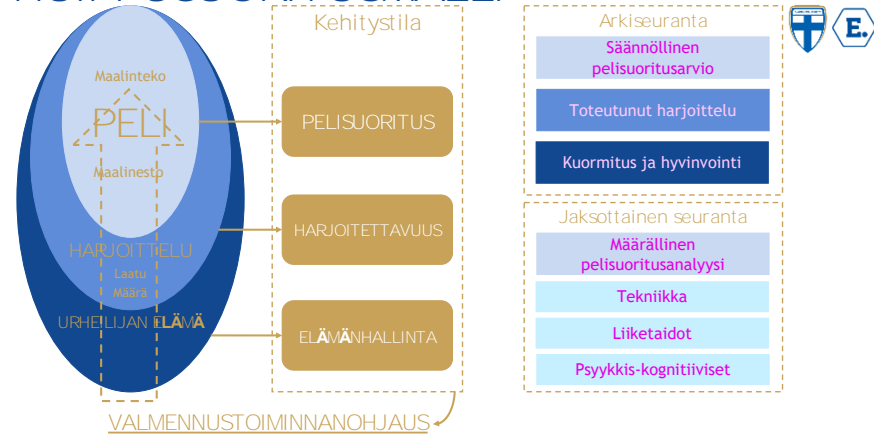 Kehitystila
Maalinteko
PELI
Maalinesto
HARJOITTELU
Laatu
Määrä
URHEILIJAN ELÄMÄ
PELISUORITUS
HARJOITETTAVUUS
ELÄMÄNHALLINTA
VALMENNUSTOIMINNANOHJAUS
Arkiseuranta
Säännöllinen
pelisuoritusarvio
Toteutunut harjoittelu
Kuormitus ja hyvinvointi
Jaksottainen seuranta
Määrällinen
pelisuoritusanalyysi
Tekniikka
Liiketaidot
Psyykkis-kognitiiviset
E.